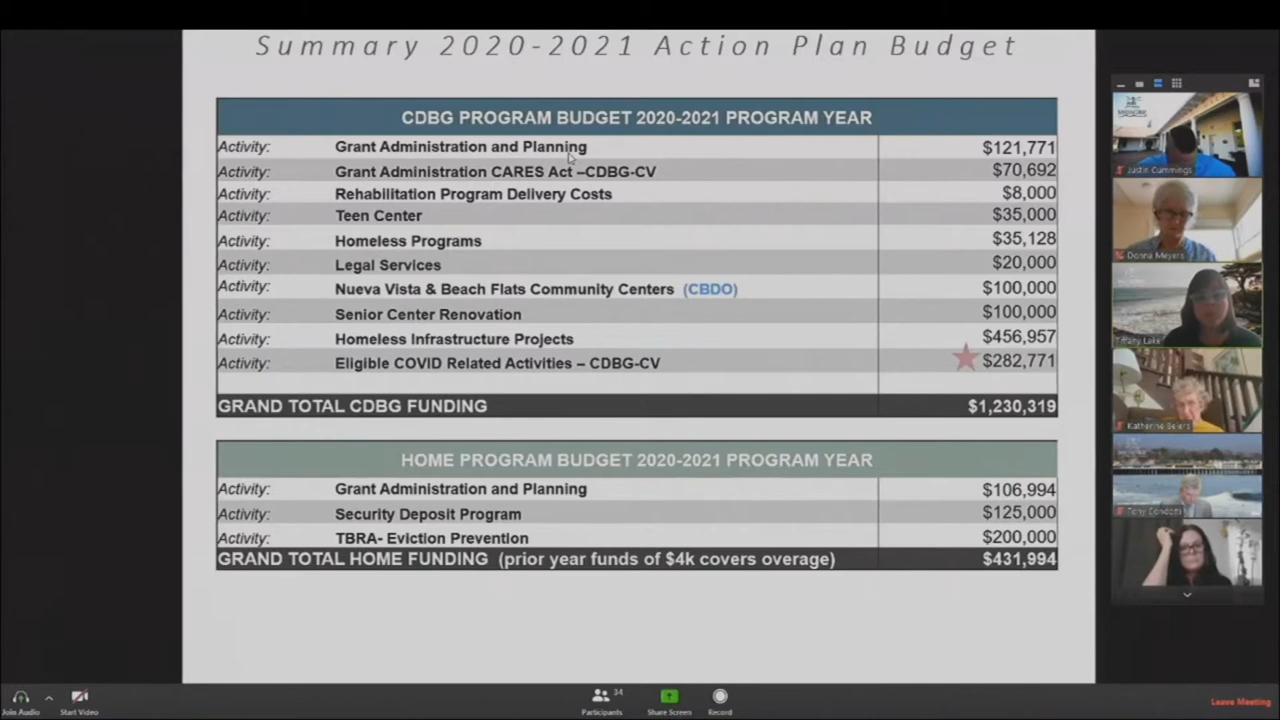 Summary 2020-2021 Action Plan Budget
CDBG PROGRAM BUDGET 2020-2021 PROGRAM YEAR
Activity: Grant Administration and Planning $121,771
Activity: Grant Administration CARES Act –CDBG-CV $70,692
Activity: Rehabilitation Program Delivery Costs $8,000
Activity: Teen Center $35,000
Activity: Homeless Programs $35,128
Activity: Legal Services $20,000
Activity: Nueva Vista & Beach Flats Community Centers (CBDO) $100,000
Activity: Senior Center Renovation $100,000
Activity: Homeless Infrastructure Projects $456,957
Activity: Eligible COVID Related Activities – CDBG-CV $282,771
GRAND TOTAL CDBG FUNDING $1,230,319
HOME PROGRAM BUDGET 2020-2021 PROGRAM YEAR
Activity: Grant Administration and Planning $106,994
Activity: Security Deposit Program $125,000
Activity: TBRA- Eviction Prevention $200,000
GRAND TOTAL HOME FUNDING (prior year funds of $4k covers overage) $431,994
Justin Cummings
Donna Meyers
Tiffany Lake
Katherine Beiers
Tony Condotti
Join Audio
Start Video
34
Participants
Share Screen
Record
Leave Meeting